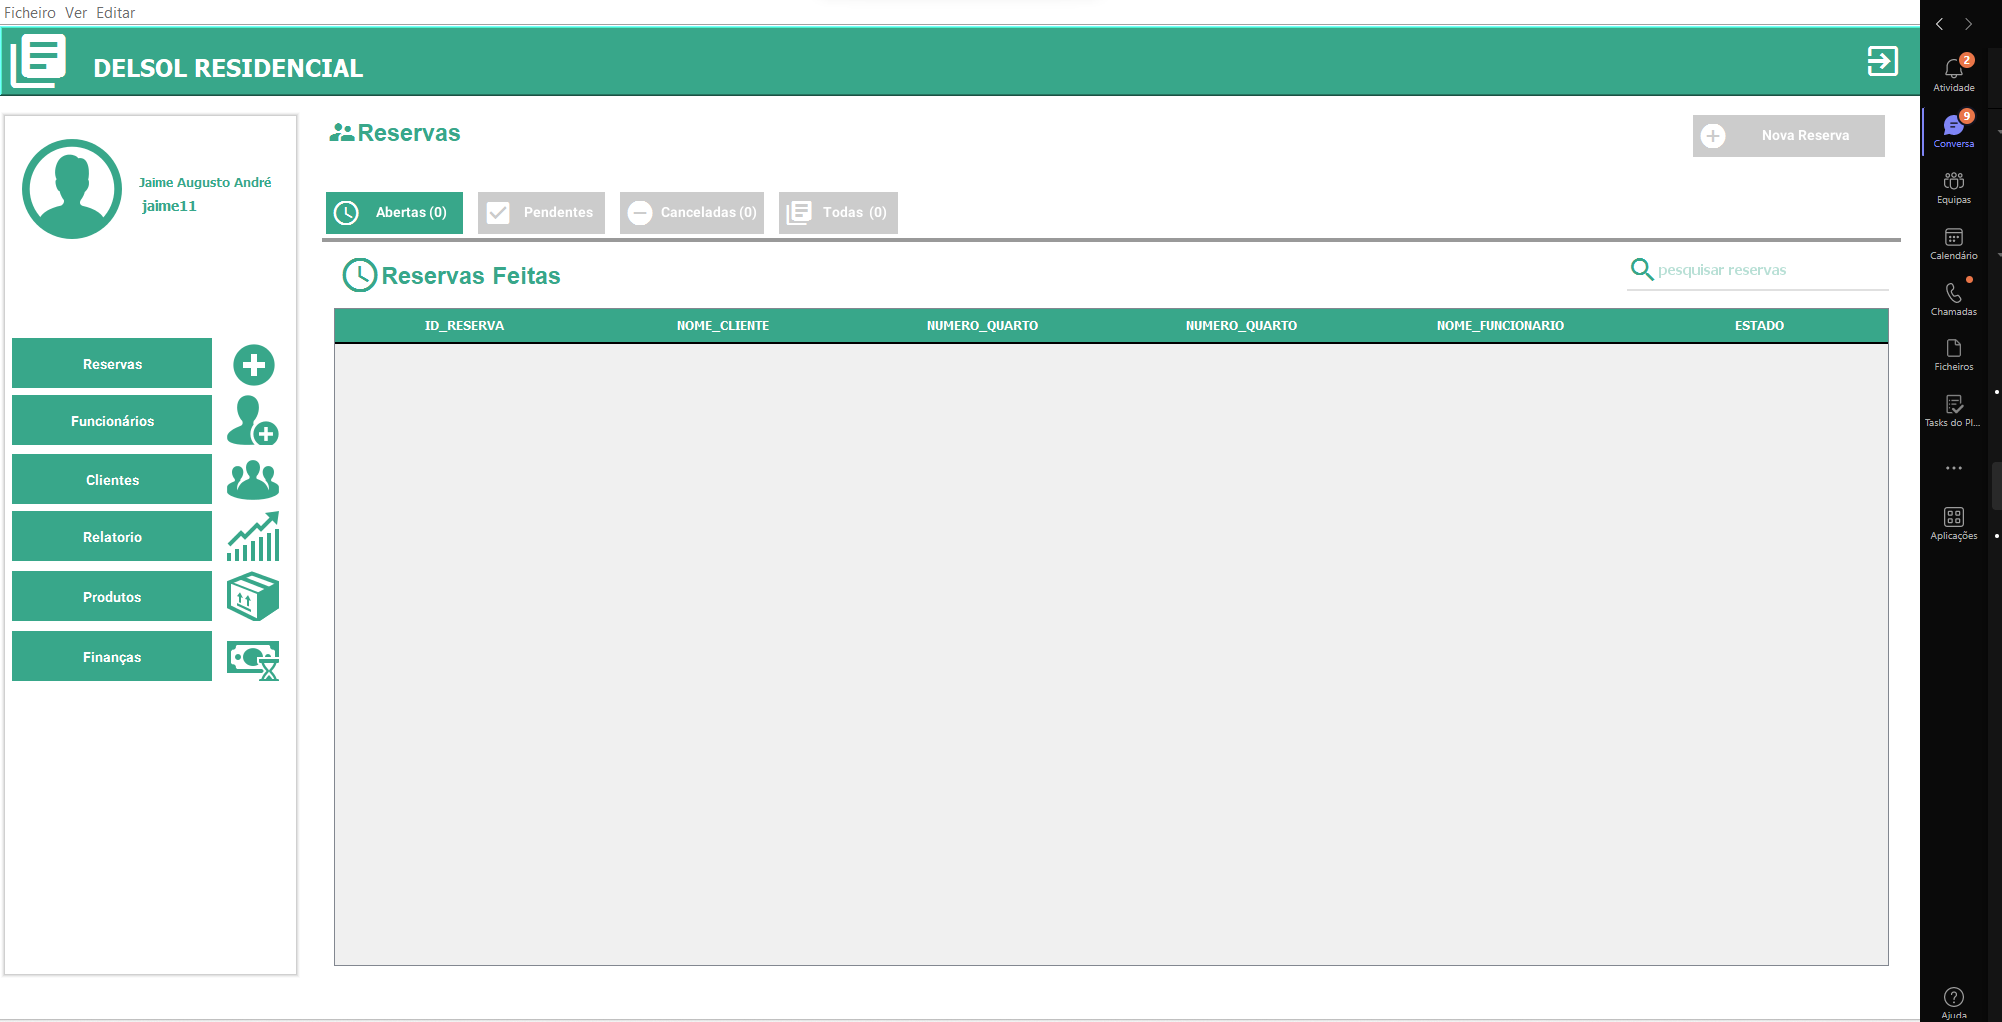 Ficheiro Ver Editar
DELSOL RESIDENCIAL
Jaime Augusto André
jaime11
Reservas
Funcionários
Clientes
Relatorio
Produtos
Finanças
Reservas
Nova Reserva
Abertas (0) Pendentes Canceladas (0) Todas (0)
Reservas Feitas
pesquisar reservas
ID_RESERVA NOME_CLIENTE NUMERO_QUARTO NUMERO_QUARTO NOME_FUNCIONARIO ESTADO
2
Atividade
9
Conversa
Equipas
Calendário
Chamadas
Ficheiros
Tasks do Pl...
Aplicações
Ajuda